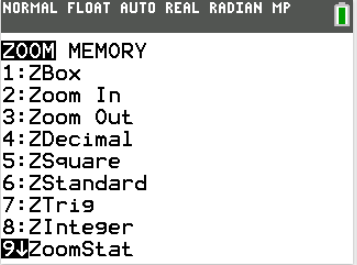 NORMAL FLOAT AUTO REAL RADIAN MP
ZOOM MEMORY
1:ZBox
2:Zoom In
3:Zoom Out
4:ZDecimal
5:ZSquare
6:ZStandard
7:ZTrig
8:ZInteger
9↓ZoomStat